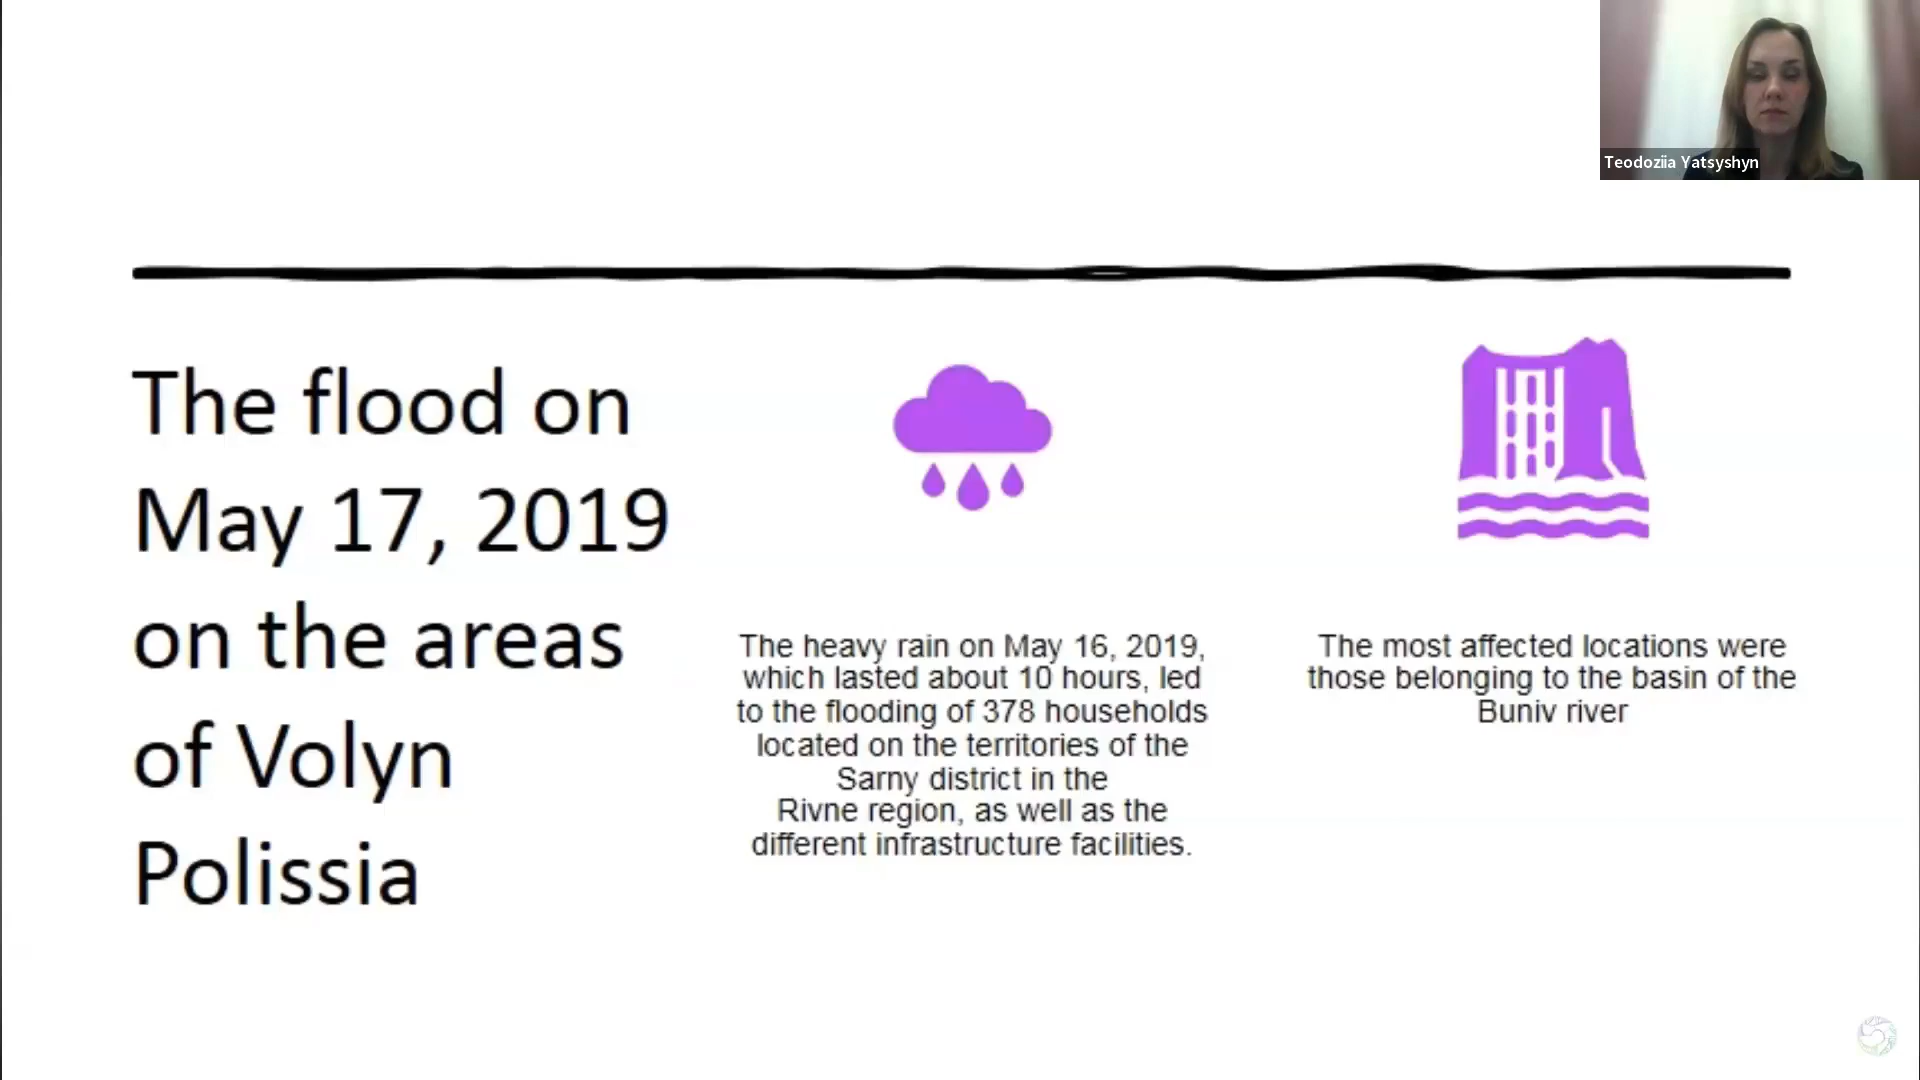 Teodoziia Yatsyshyn
The flood on
May 17, 2019
on the areas
of Volyn
Polissia
The heavy rain on May 16, 2019,
which lasted about 10 hours, led
to the flooding of 378 households
located on the territories of the
Sarny district in the
Rivne region, as well as the
different infrastructure facilities.
The most affected locations were
those belonging to the basin of the
Buniv river